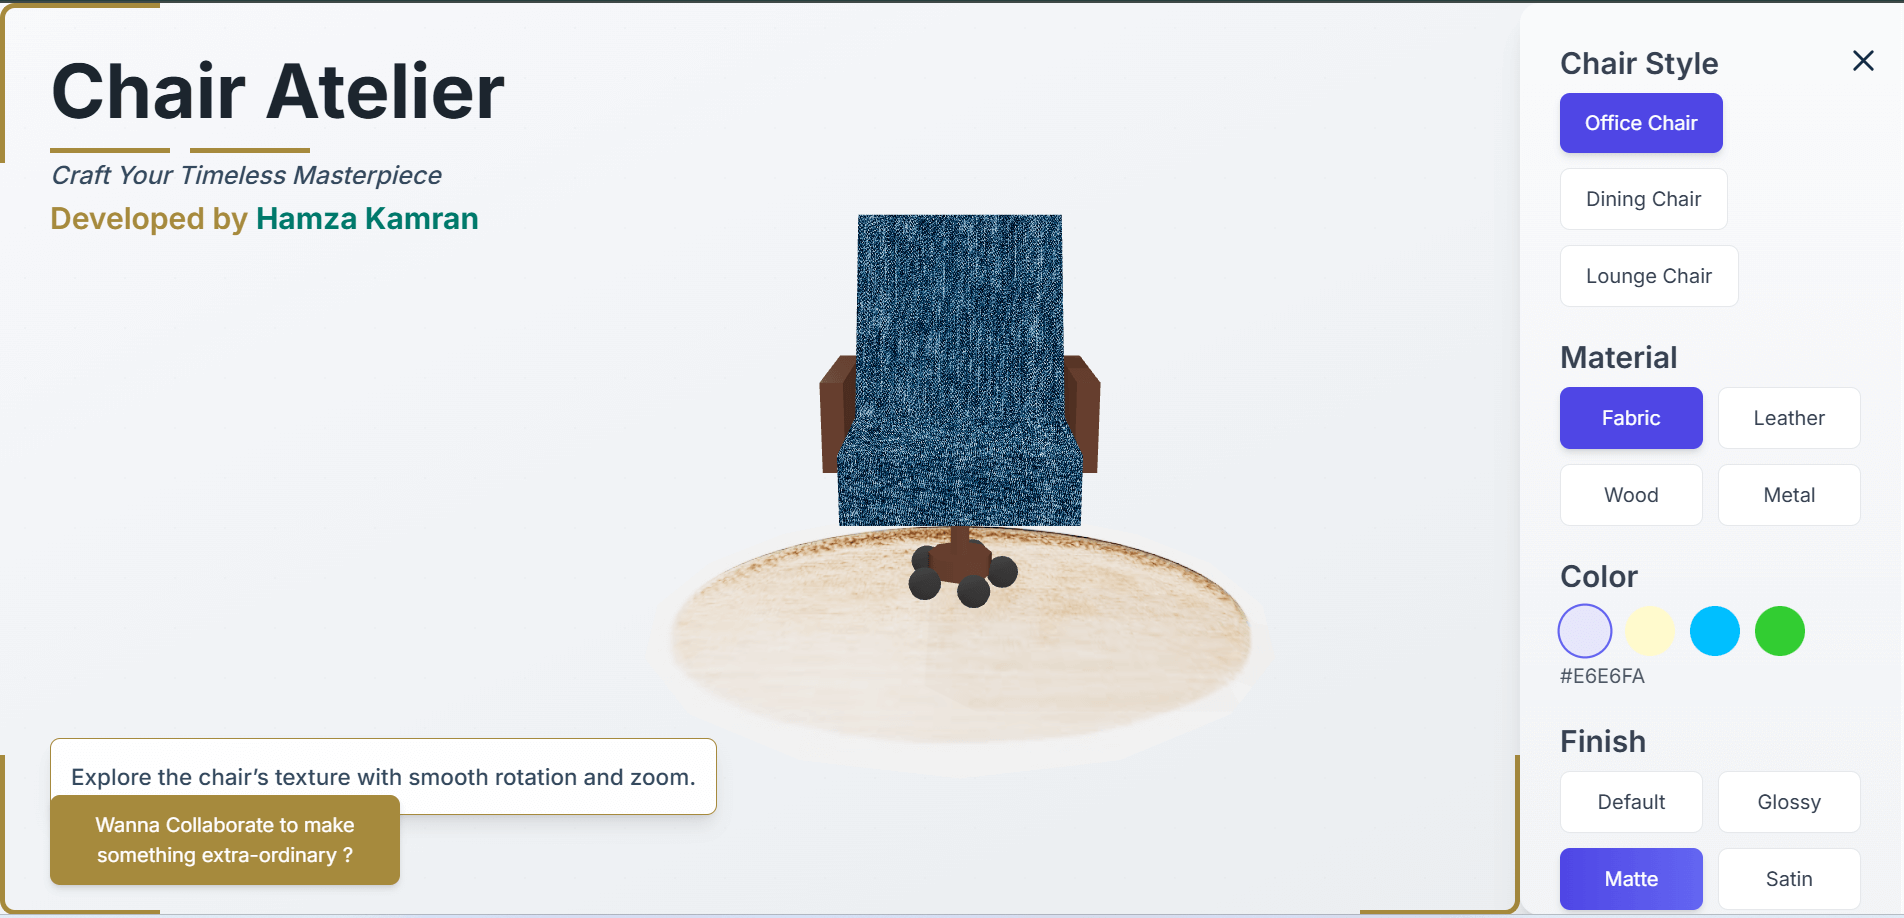 Chair Atelier
Craft Your Timeless Masterpiece
Developed by Hamza Kamran
Explore the chair’s texture with smooth rotation and zoom.
Wanna Collaborate to make
something extra-ordinary ?
Chair Style
Office Chair
Dining Chair
Lounge Chair
Material
Fabric Leather
Wood Metal
Color
#E6E6FA
Finish
Default Glossy
Matte Satin